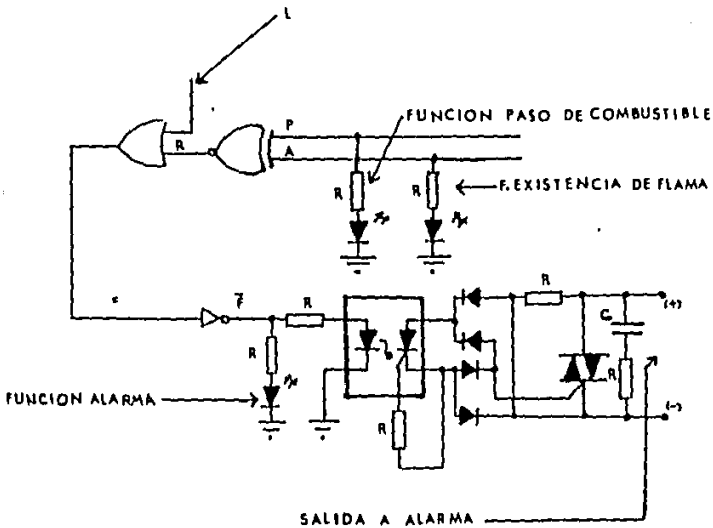 L
FUNCION PASO DE COMBUSTIBLE
P
R
A
R
R
F. EXISTENCIA DE FLAMA
F
R
R
(+)
C
R
R
FUNCION ALARMA
R
(-)
SALIDA A ALARMA